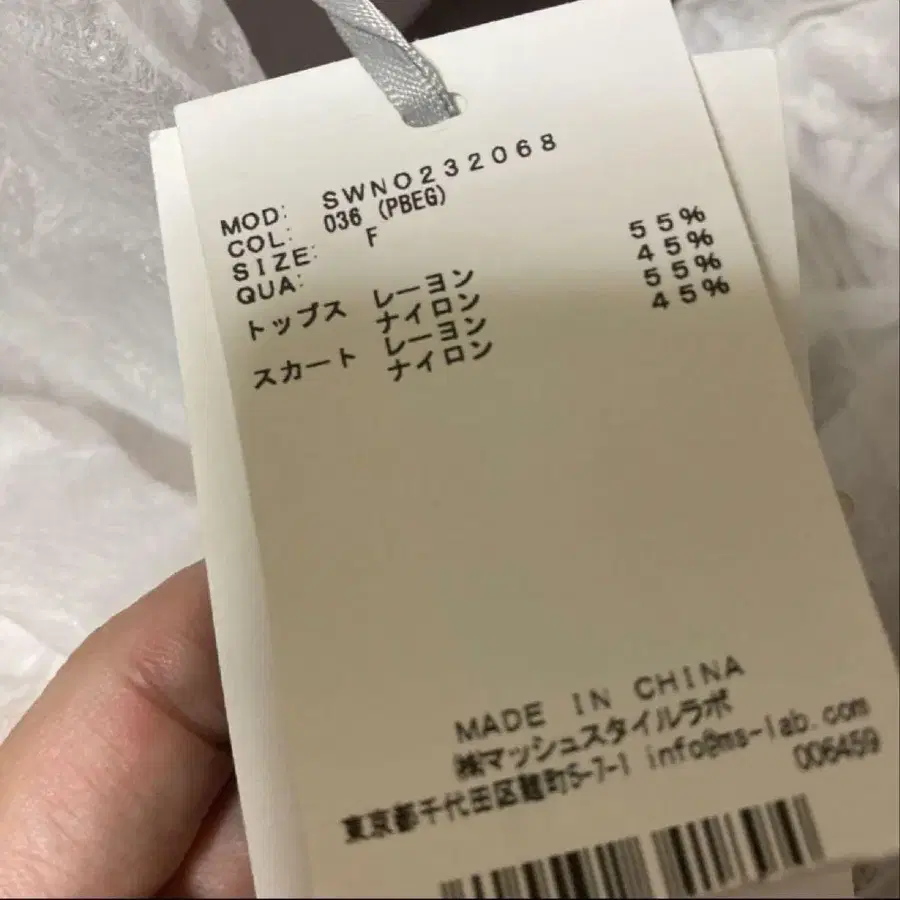 MOD: SWNO232068
COL: 036 (PBEG)
SIZE: F
QUA:
トップス レーヨン 55%
ナイロン 45%
スカート レーヨン 55%
ナイロン 45%
MADE IN CHINA
㈱マッシュスタイルラボ
東京都千代田区麹町5-7-1 info@ms-lab.com
006459